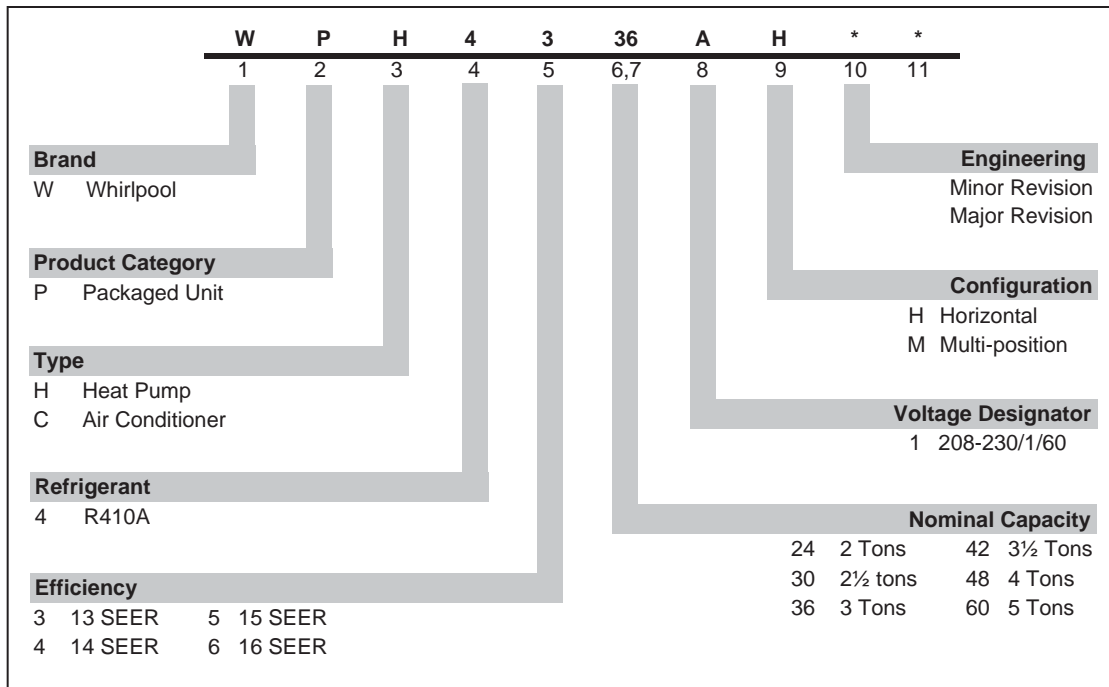 W P H 4 3 36 A H * *
1 2 3 4 5 6,7 8 9 10 11
Brand
W Whirlpool
Product Category
P Packaged Unit
Type
H Heat Pump
C Air Conditioner
Refrigerant
4 R410A
Efficiency
3 13 SEER 5 15 SEER
4 14 SEER 6 16 SEER
Engineering
Minor Revision
Major Revision
Configuration
H Horizontal
M Multi-position
Voltage Designator
1 208-230/1/60
Nominal Capacity
24 2 Tons 42 3½ Tons
30 2½ tons 48 4 Tons
36 3 Tons 60 5 Tons